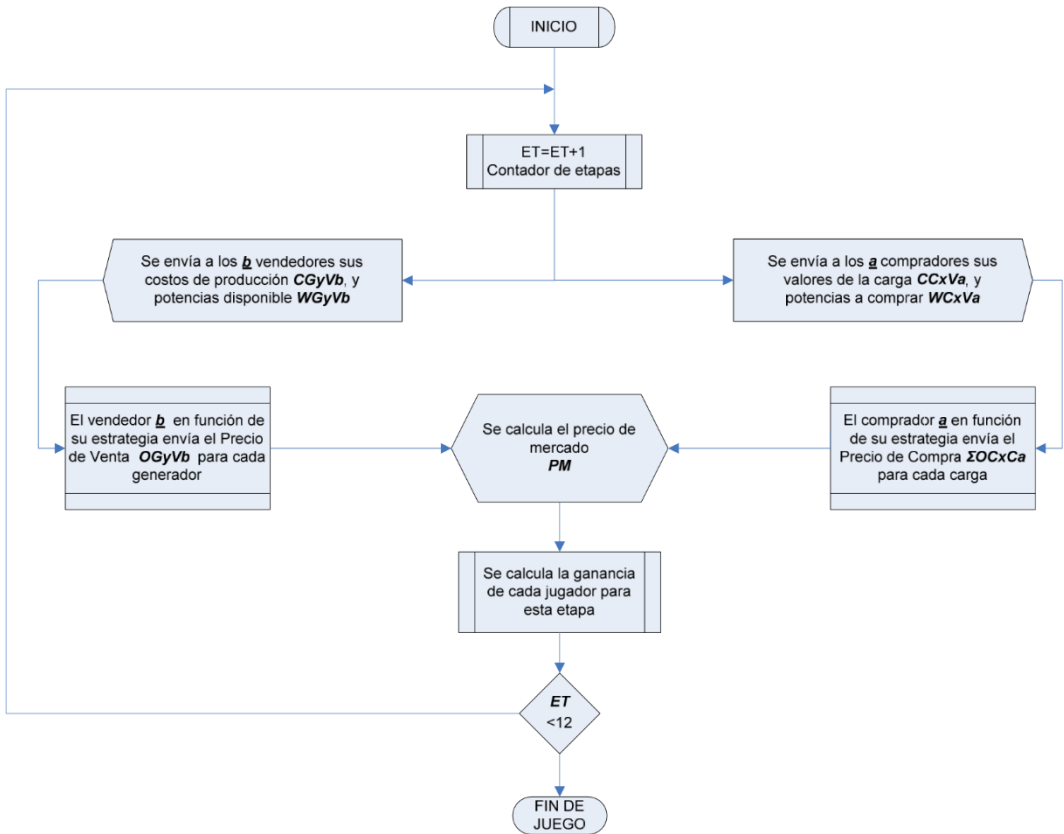 INICIO
ET=ET+1
Contador de etapas
Se envía a los b vendedores sus
costos de producción CGyVb, y
potencias disponible WGyVb
Se envía a los a compradores sus
valores de la carga CCxVa, y
potencias a comprar WCxVa
El vendedor b en función de
su estrategia envía el Precio
de Venta OGyVb para cada
generador
Se calcula el precio de
mercado
PM
El comprador a en función
de su estrategia envía el
Precio de Compra ΣOCxCa
para cada carga
Se calcula la ganancia
de cada jugador para
esta etapa
ET
<12
FIN DE
JUEGO